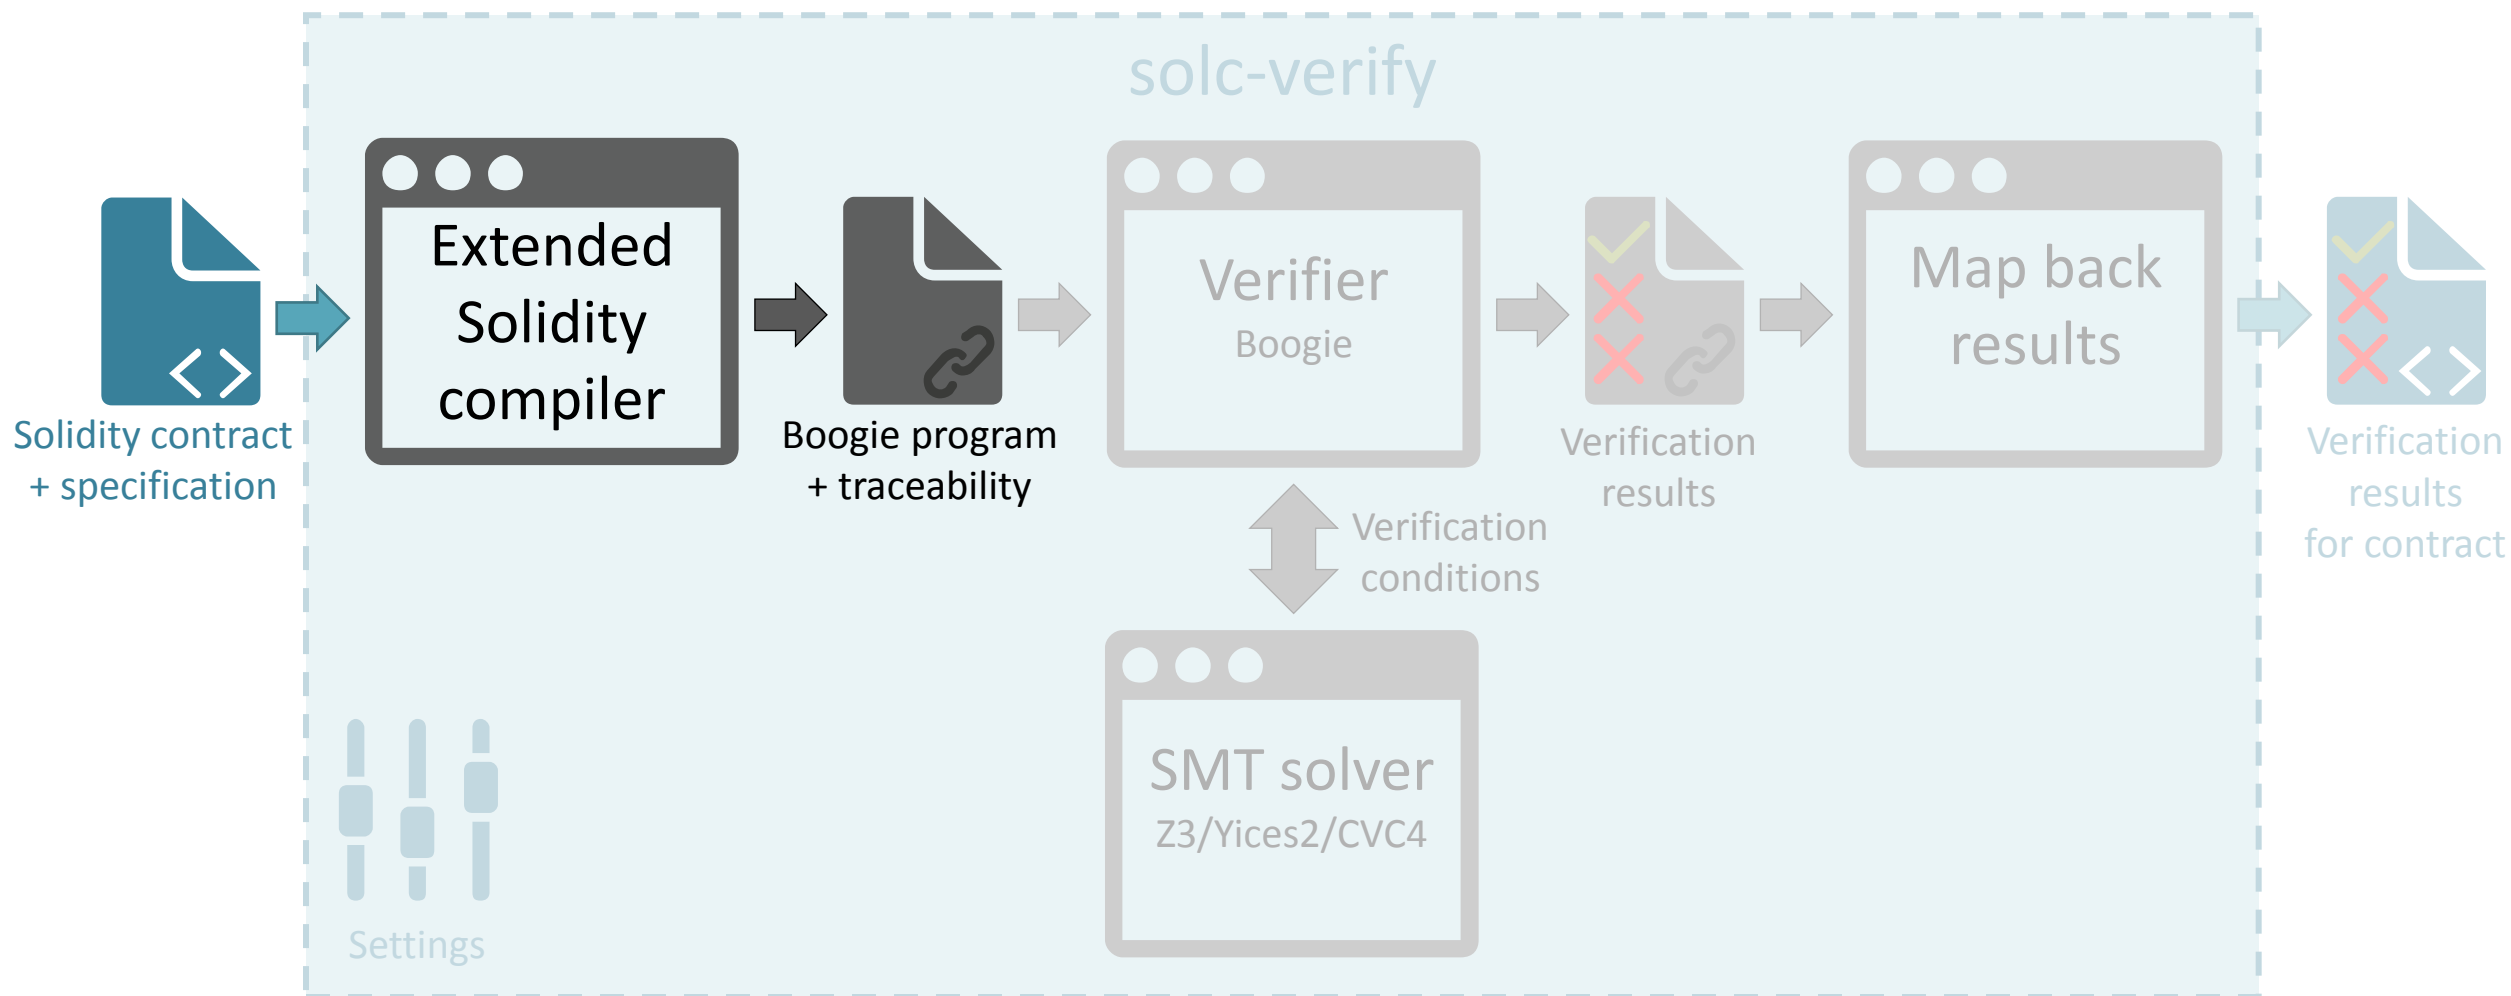 solc-verify
Solidity contract
+ specification
Extended
Solidity
compiler
Boogie program
+ traceability
Verifier
Boogie
Verification
conditions
SMT solver
Z3/Yices2/CVC4
Verification
results
Map back
results
Verification
results
for contract
Settings